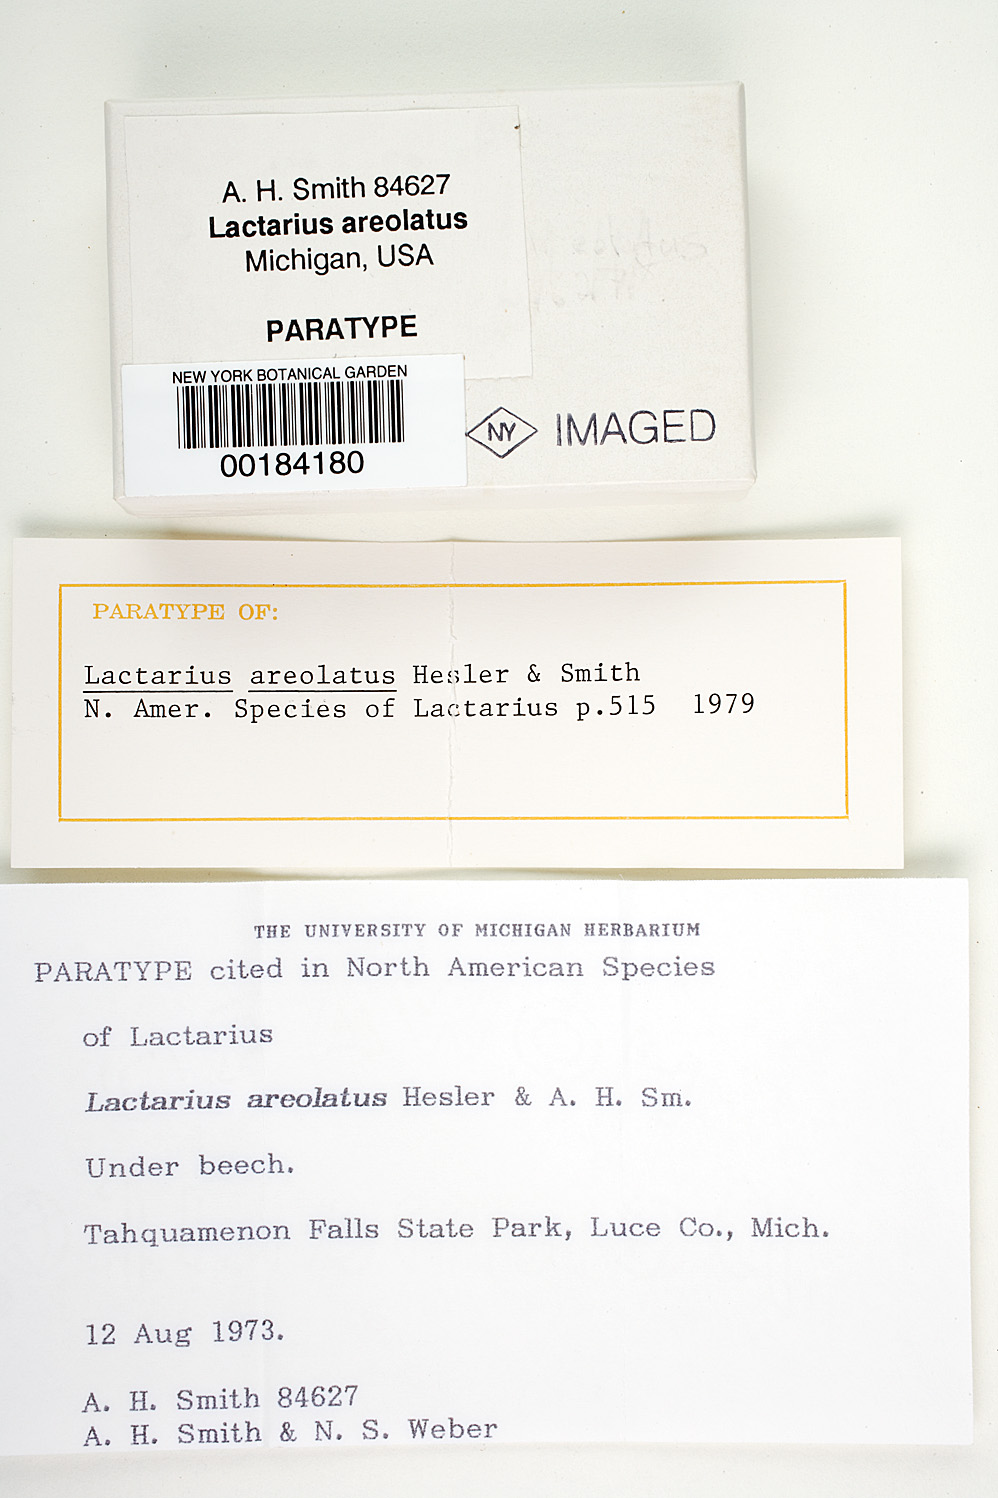 A. H. Smith 84627
Lactarius areolatus
Michigan, USA
PARATYPE
NEW YORK BOTANICAL GARDEN
00184180
NY IMAGED
PARATYPE OF:
Lactarius areolatus Hesler & Smith
N. Amer. Species of Lactarius p.515 1979
THE UNIVERSITY OF MICHIGAN HERBARIUM
PARATYPE cited in North American Species
of Lactarius
Lactarius areolatus Hesler & A. H. Sm.
Under beech.
Tahquamenon Falls State Park, Luce Co., Mich.
12 Aug 1973.
A. H. Smith 84627
A. H. Smith & N. S. Weber